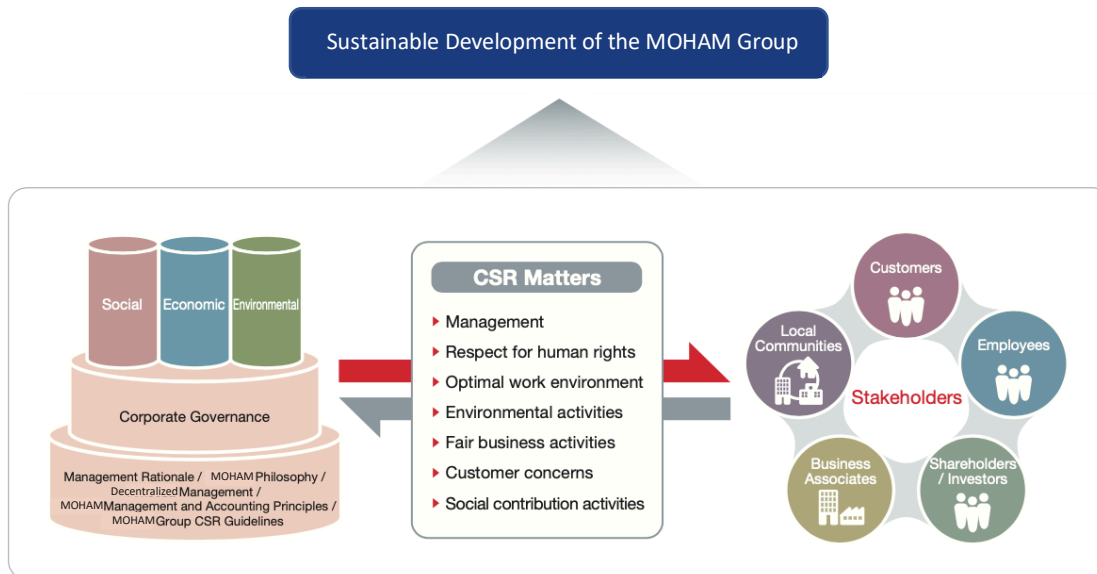 Sustainable Development of the MOHAM Group
Social
Economic
Environmental
Corporate Governance
Management Rationale / MOHAM Philosophy /
Decentralized Management /
MOHAM Management and Accounting Principles /
MOHAM Group CSR Guidelines
CSR Matters
Management
Respect for human rights
Optimal work environment
Environmental activities
Fair business activities
Customer concerns
Social contribution activities
Customers
Local
Communities
Employees
Stakeholders
Business
Associates
Shareholders
/ Investors